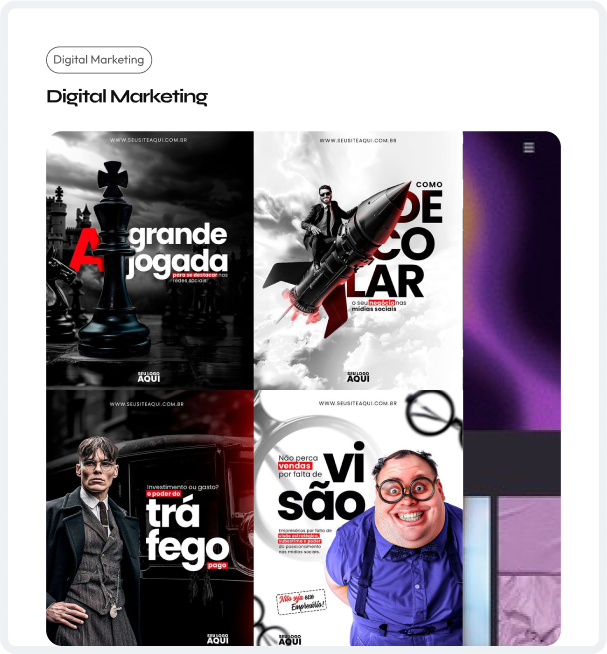 Digital Marketing
Digital Marketing
WWW.SEUSITEAQUI.COM.BR
A grande
jogada
para se destacar nas
redes sociais
SEU LOGO
AQUI
WWW.SEUSITEAQUI.COM.BR
COMO
DE
CO
LAR
o seu negócio nas
mídias sociais
SEU LOGO
AQUI
WWW.SEUSITEAQUI.COM.BR
Investimento ou gasto?
o poder do
trá
fego
pago
SEU LOGO
AQUI
WWW.SEUSITEAQUI.COM.BR
Não perca
vendas
por falta de
vi
são
Empresários por falta de
visão estratégica,
subestima o poder
do posicionamento
nas mídias sociais.
Não seja esse
Empresário!
SEU LOGO
AQUI